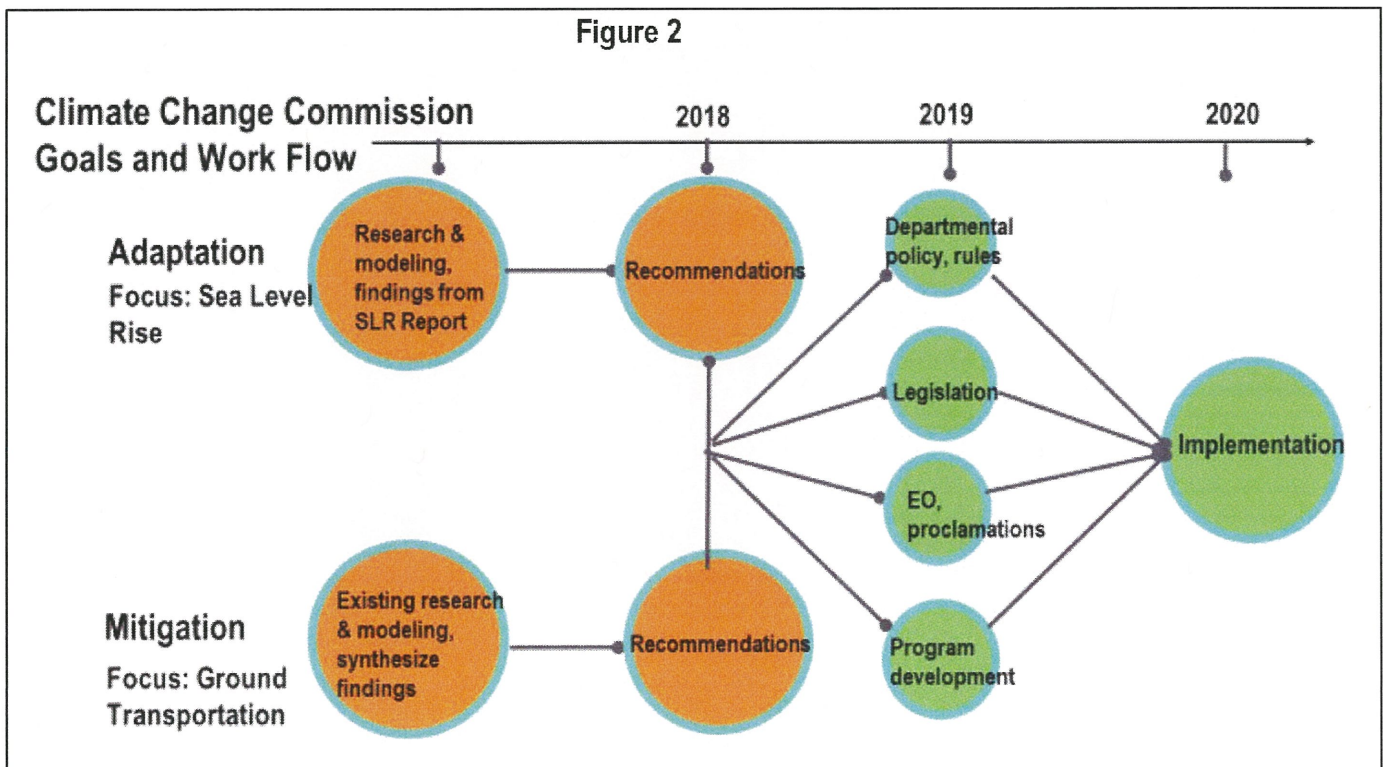 Figure 2
Climate Change Commission
Goals and Work Flow
2018
2019
2020
Adaptation
Focus: Sea Level
Rise
Research &
modeling,
findings from
SLR Report
Recommendations
Departmental
policy, rules
Legislation
EO,
proclamations
Program
development
Implementation
Mitigation
Focus: Ground
Transportation
Existing research
& modeling,
synthesize
findings
Recommendations